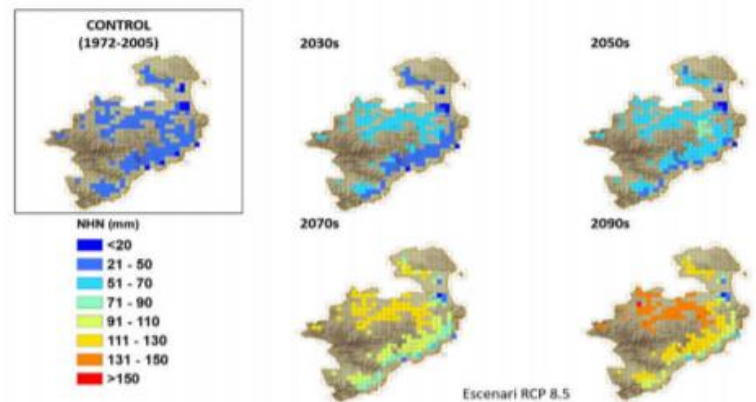 CONTROL
(1972-2005)
2030s
2050s
NHN (mm)
<20
21 - 50
51 - 70
71 - 90
91 - 110
111 - 130
131 - 150
>150
2070s
2090s
Escenari RCP 8.5